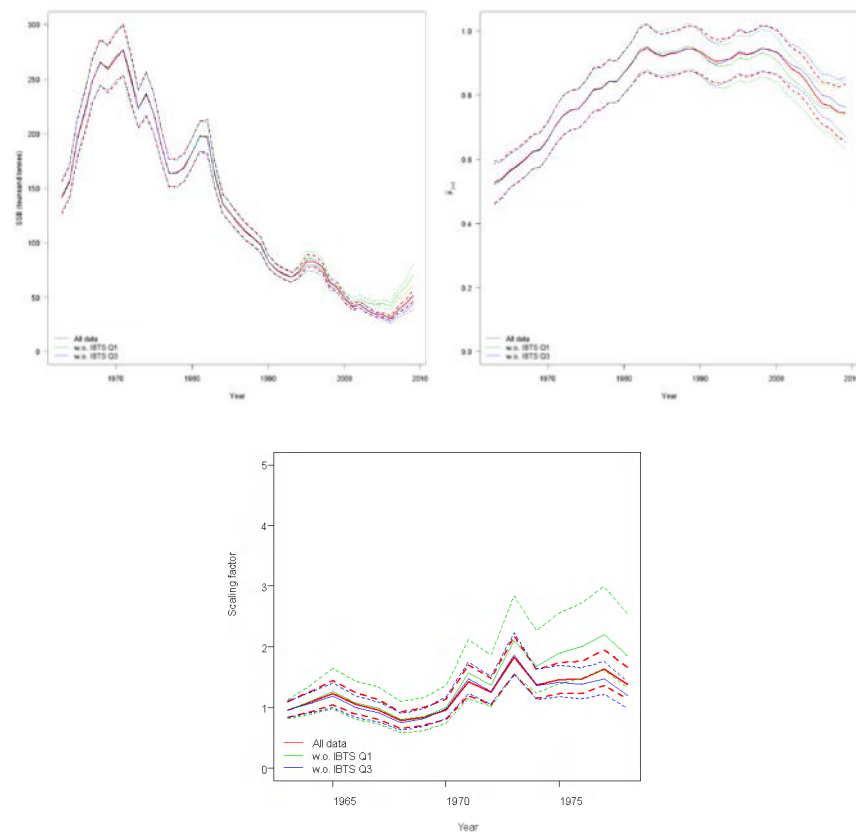 SSB (thousand tonnes)
300
250
200
150
100
50
0
All data
w.o. IBTS Q1
w.o. IBTS Q3
1970
1980
1990
2000
2010
Year
1.0
0.8
0.6
0.4
0.2
0.0
All data
w.o. IBTS Q1
w.o. IBTS Q3
1970
1980
1990
2000
2010
Year
Scaling factor
5
4
3
2
1
0
All data
w.o. IBTS Q1
w.o. IBTS Q3
1965
1970
1975
Year